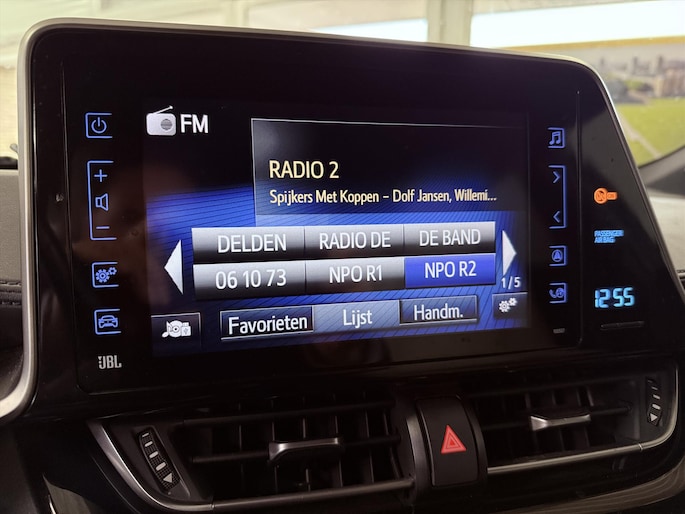 FM
RADIO 2
Spijkers Met Koppen – Dolf Jansen, Willemi...
DELDEN RADIO DE DE BAND
06 10 73 NPO R1 NPO R2
1/5
Favorieten Lijst Handm.
PASSENGER
AIR BAG
12:55
JBL